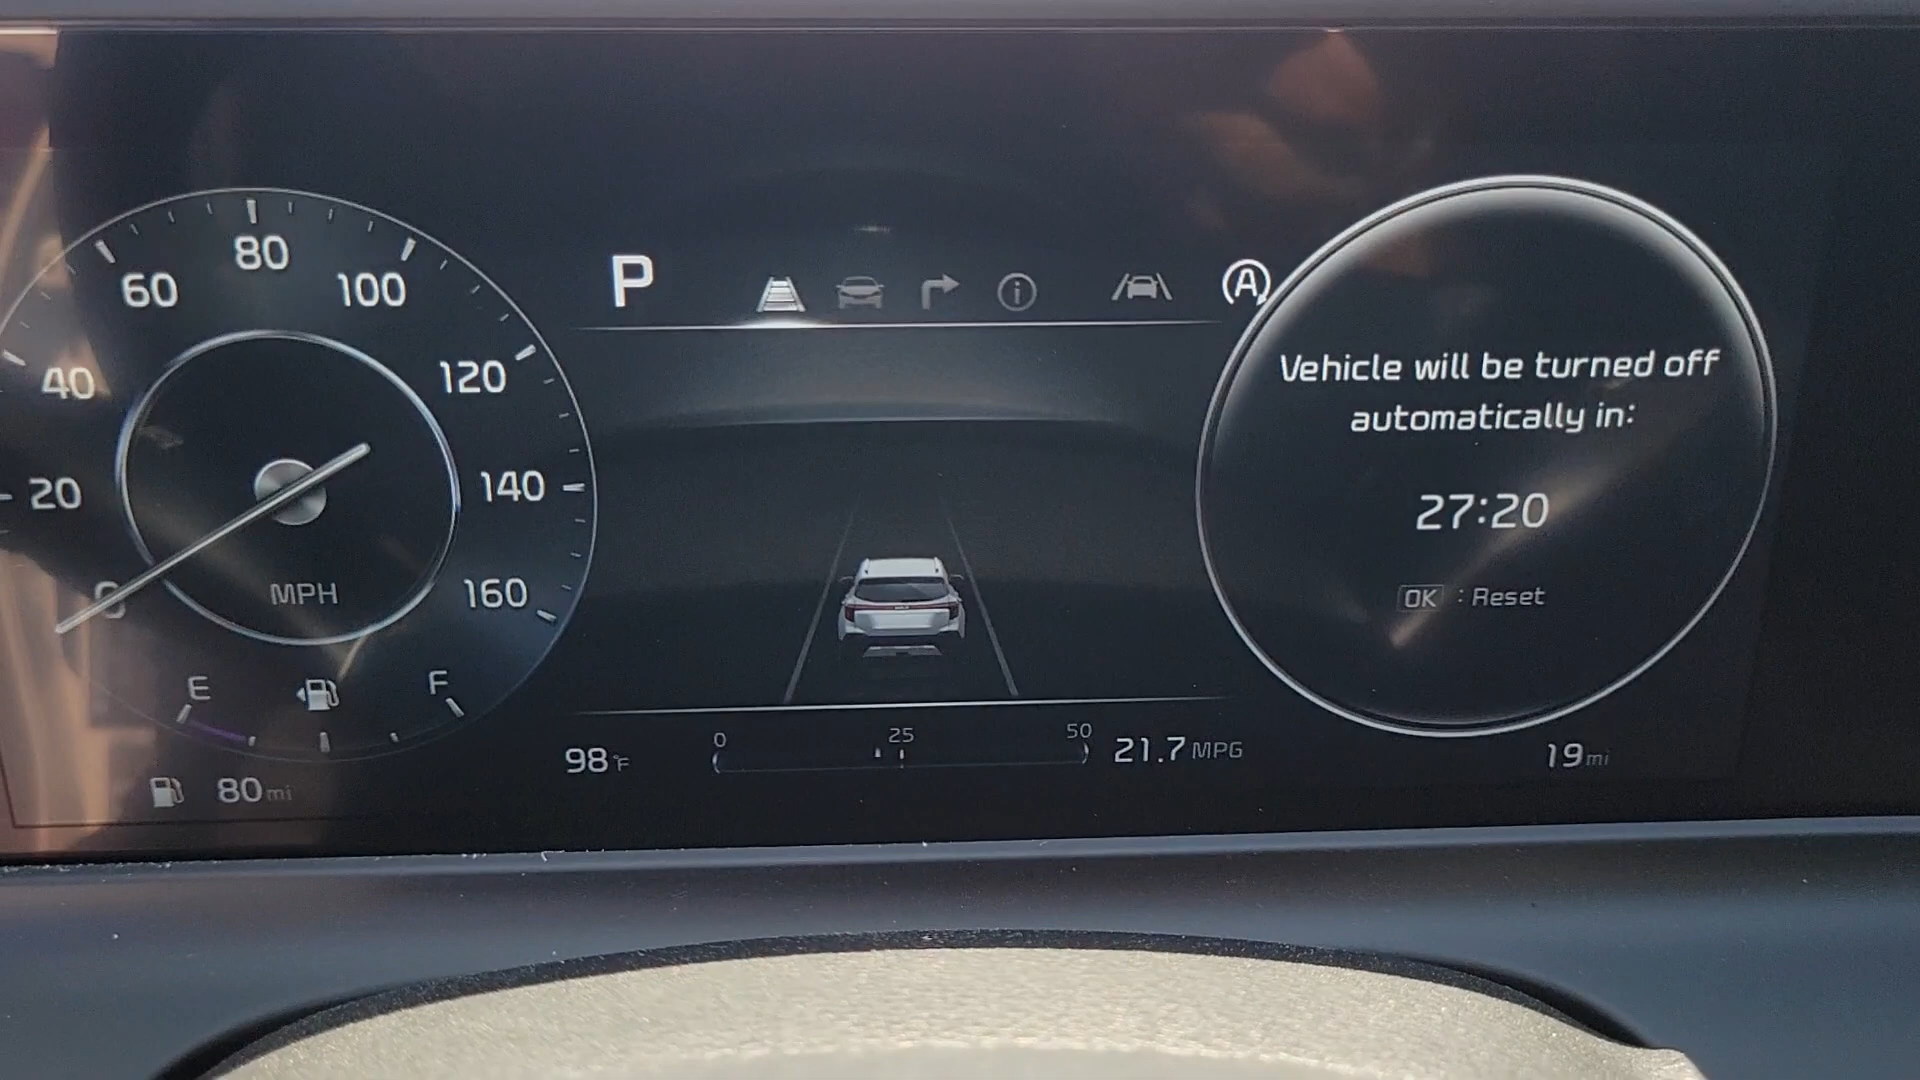 20
40
60
80
100
120
140
160
MPH
E
F
80mi
P
A
98°F
0
25
50
21.7 MPG
Vehicle will be turned off
automatically in:
27:20
OK : Reset
19mi